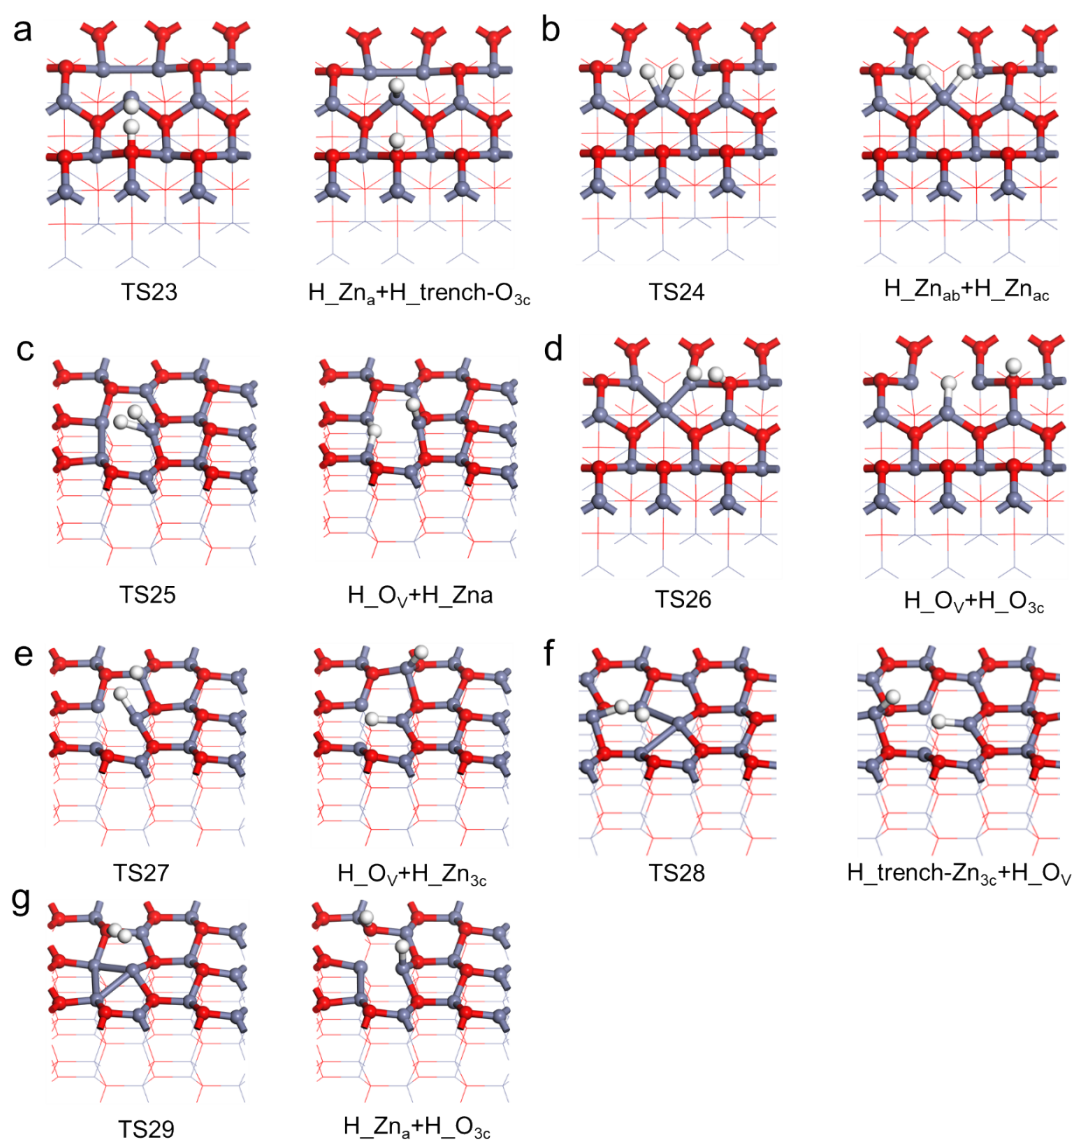 a
b
TS23
H_Znₐ+H_trench-O₃c
TS24
H_Znₐb+H_Znₐc
c
d
TS25
H_Oᵥ+H_Zna
TS26
H_Oᵥ+H_O₃c
e
f
TS27
H_Oᵥ+H_Zn₃c
TS28
H_trench-Zn₃c+H_Oᵥ
g
TS29
H_Znₐ+H_O₃c